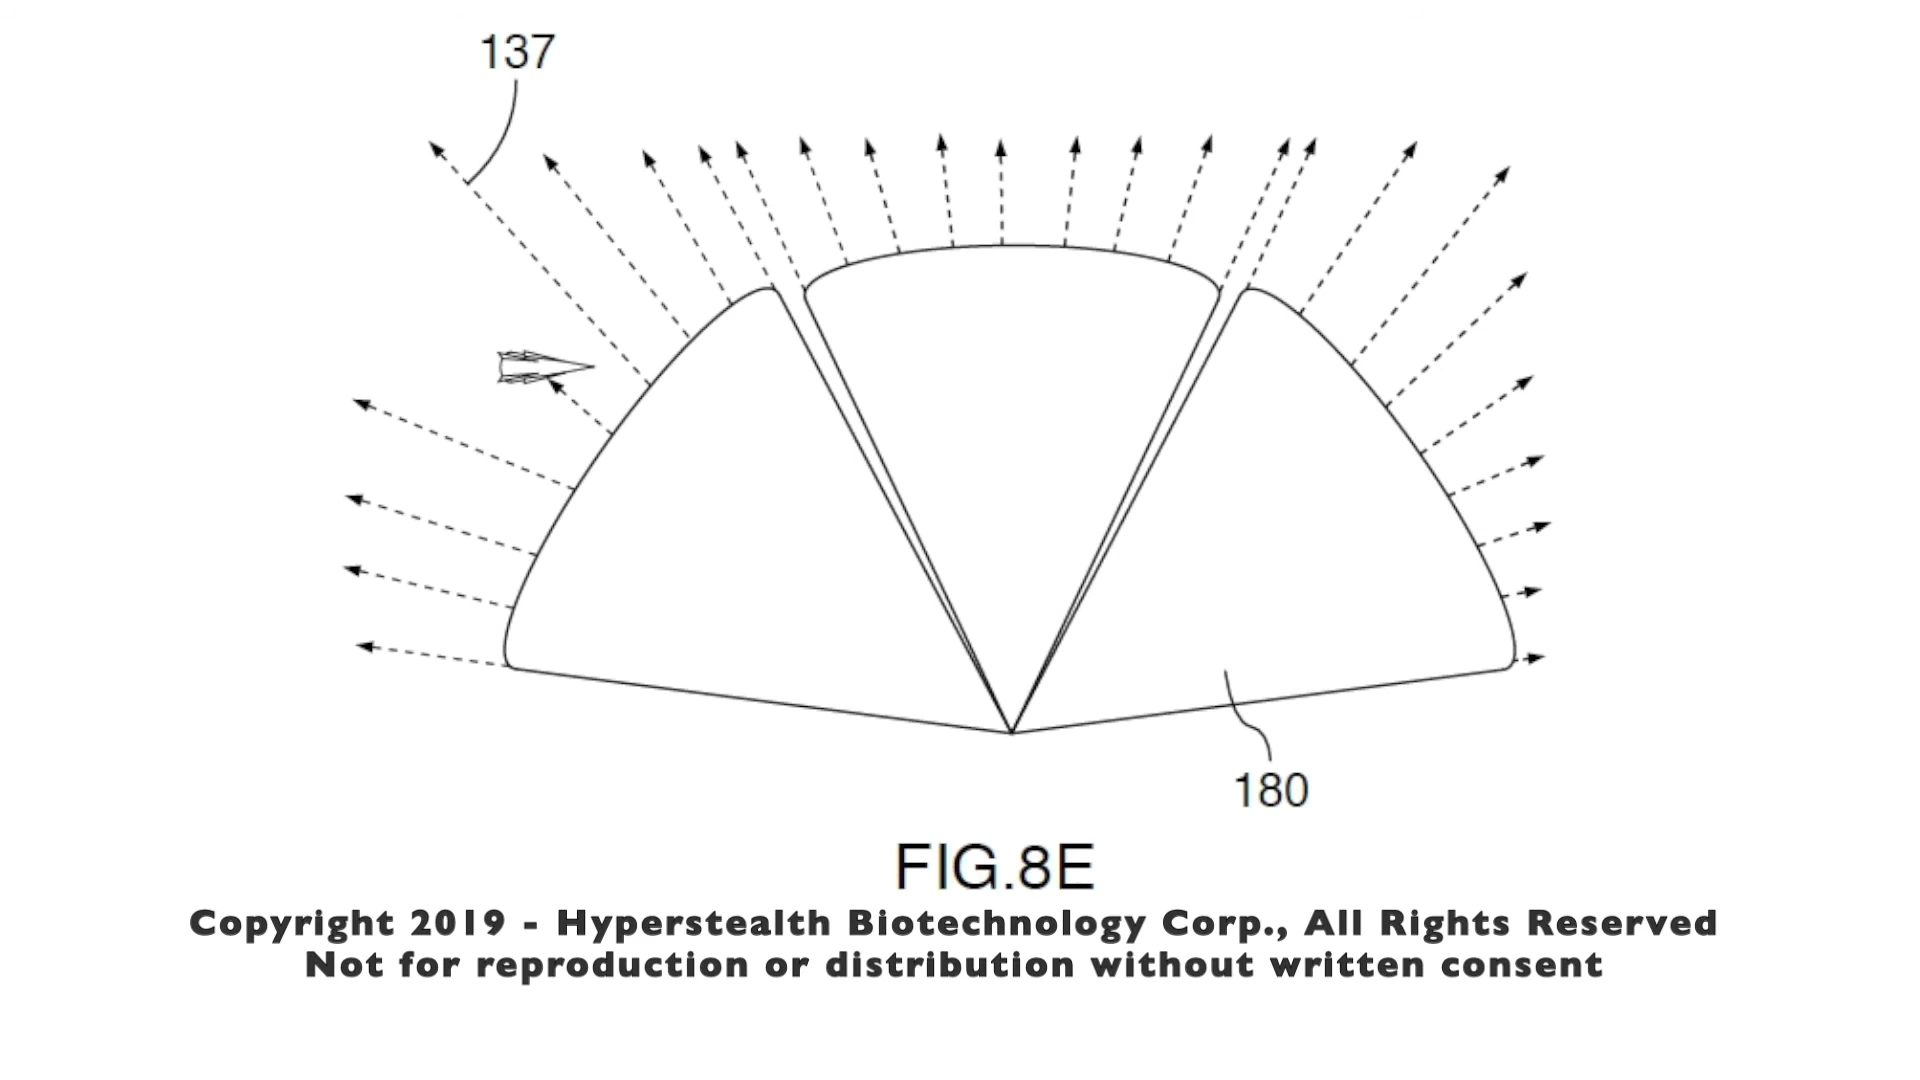 137
180
FIG.8E
Copyright 2019 - Hyperstealth Biotechnology Corp., All Rights Reserved
Not for reproduction or distribution without written consent